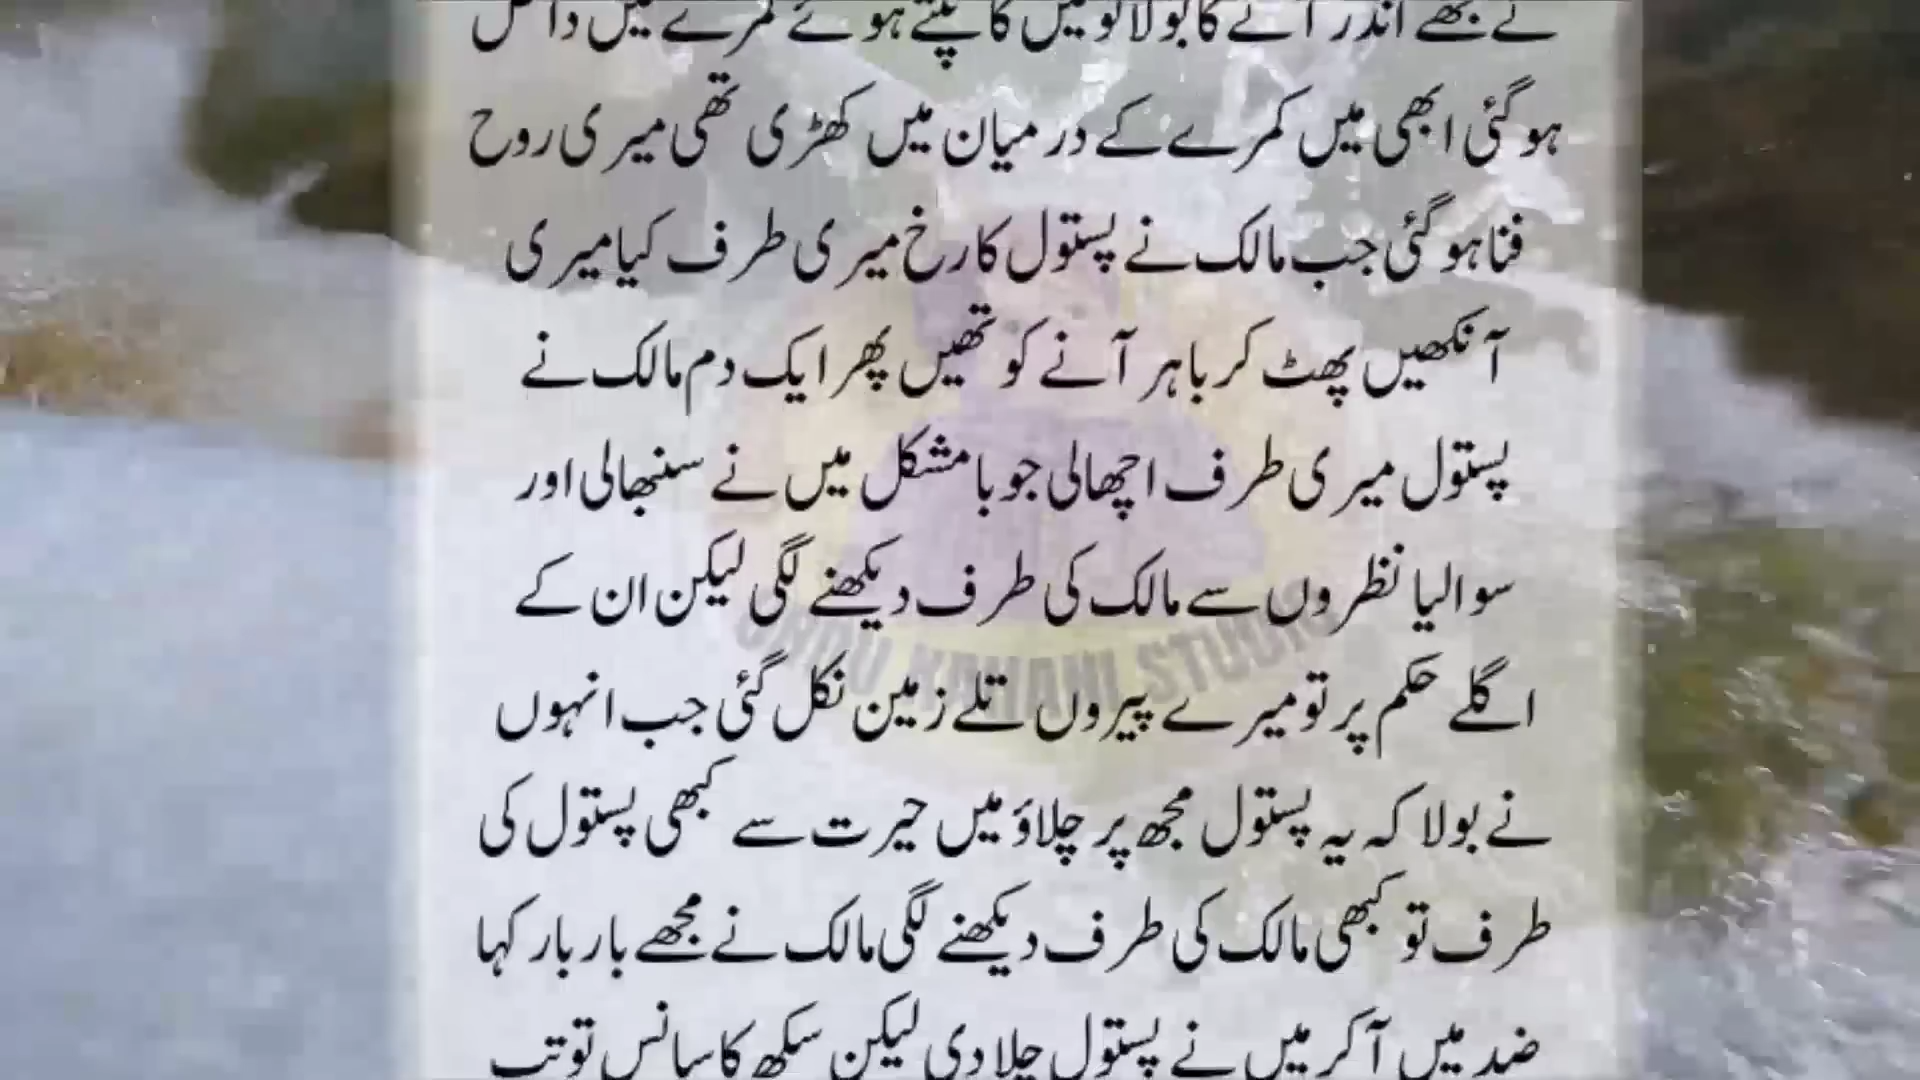 نے مجھے اندر آنے کا بولا تو میں کانپتے ہوئے کمرے میں داخل
ہو گئی ابھی میں کمرے کے درمیان میں کھڑی تھی میری روح
فنا ہو گئی جب مالک نے پستول کا رخ میری طرف کیا میری
آنکھیں پھٹ کر باہر آنے کو تھیں پھر ایک دم مالک نے
پستول میری طرف اچھالی جو بامشکل میں نے سنبھالی اور
سوالیا نظروں سے مالک کی طرف دیکھنے لگی لیکن ان کے
اگلے حکم پر تو میرے پیروں تلے زمین نکل گئی جب انہوں
نے بولا کہ یہ پستول مجھ پر چلاؤ میں حیرت سے کبھی پستول کی
طرف تو کبھی مالک کی طرف دیکھنے لگی مالک نے مجھے بار بار کہا
ضد میں آکر میں نے پستول چلا دی لیکن سکھ کا سانس تو تب
URDU KAHANI STUDIO